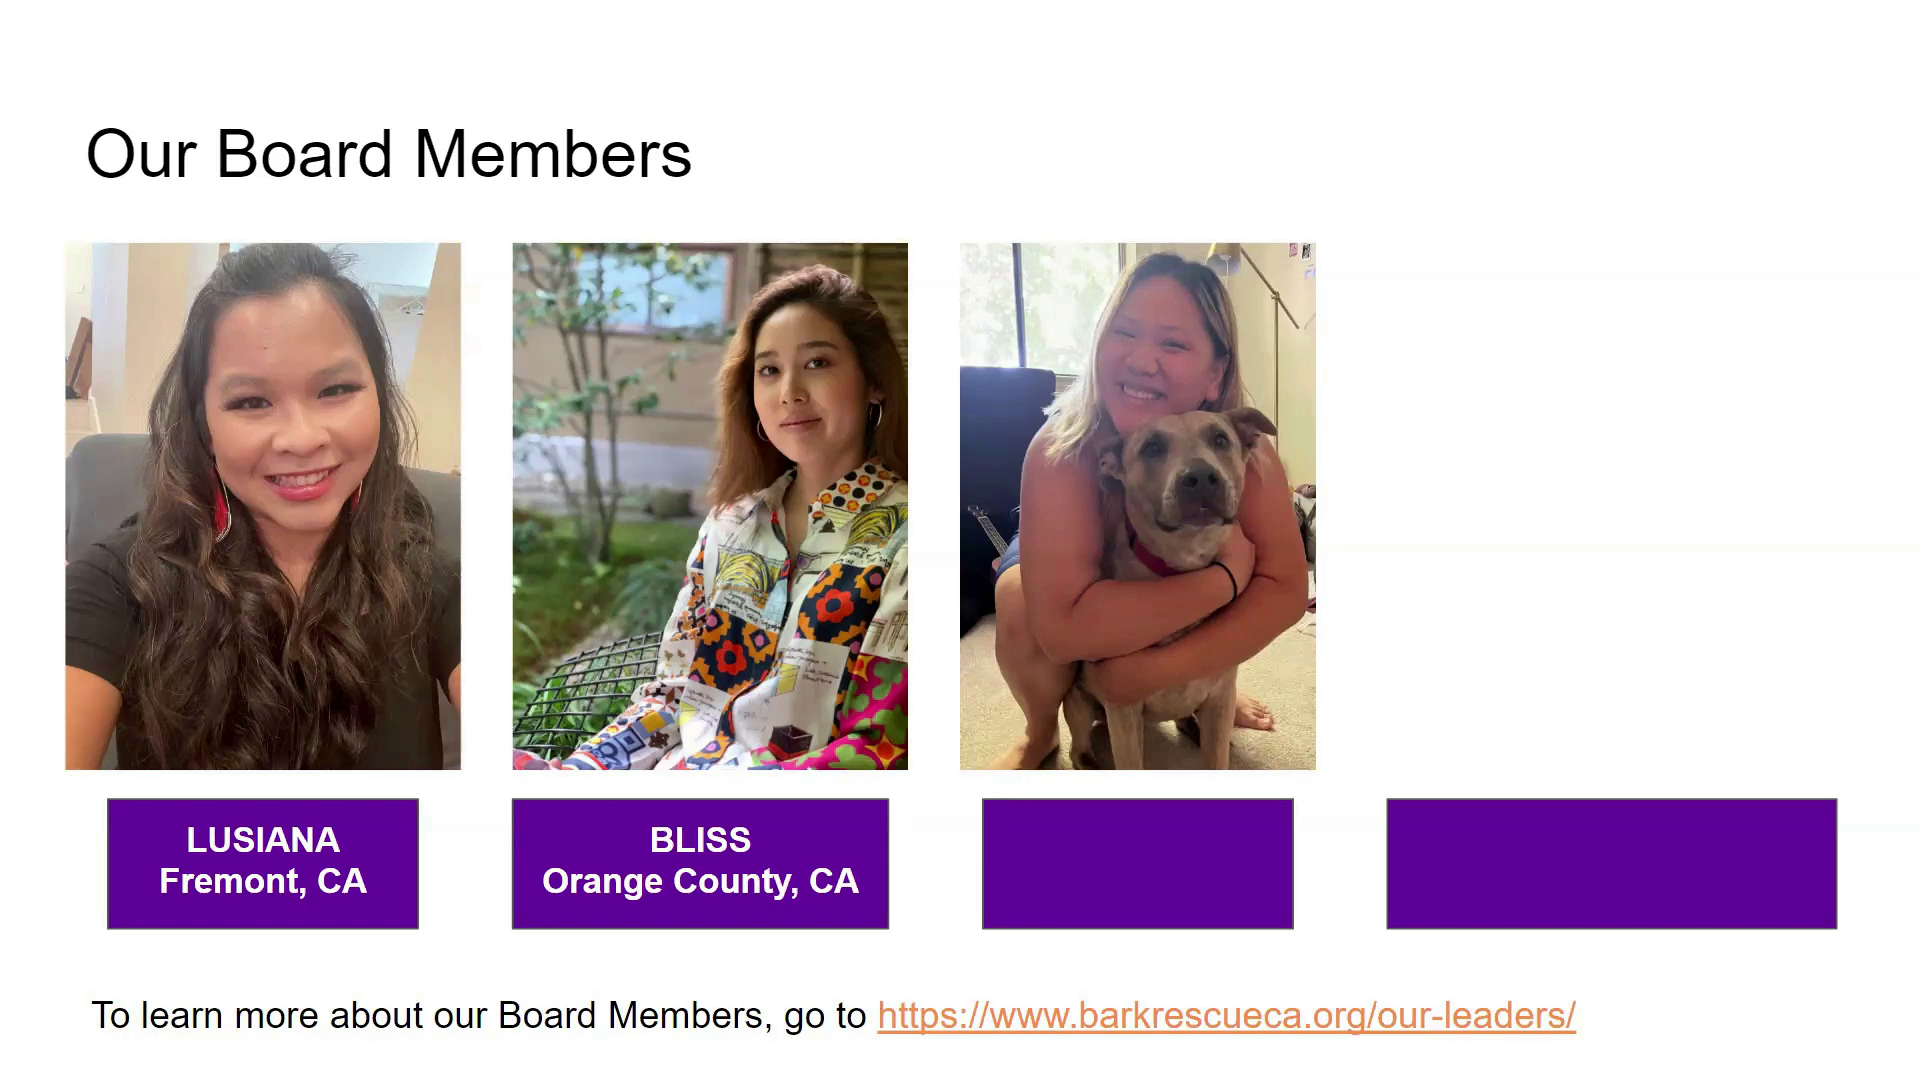 Our Board Members
LUSIANA
Fremont, CA
BLISS
Orange County, CA
To learn more about our Board Members, go to https://www.barkrescueca.org/our-leaders/